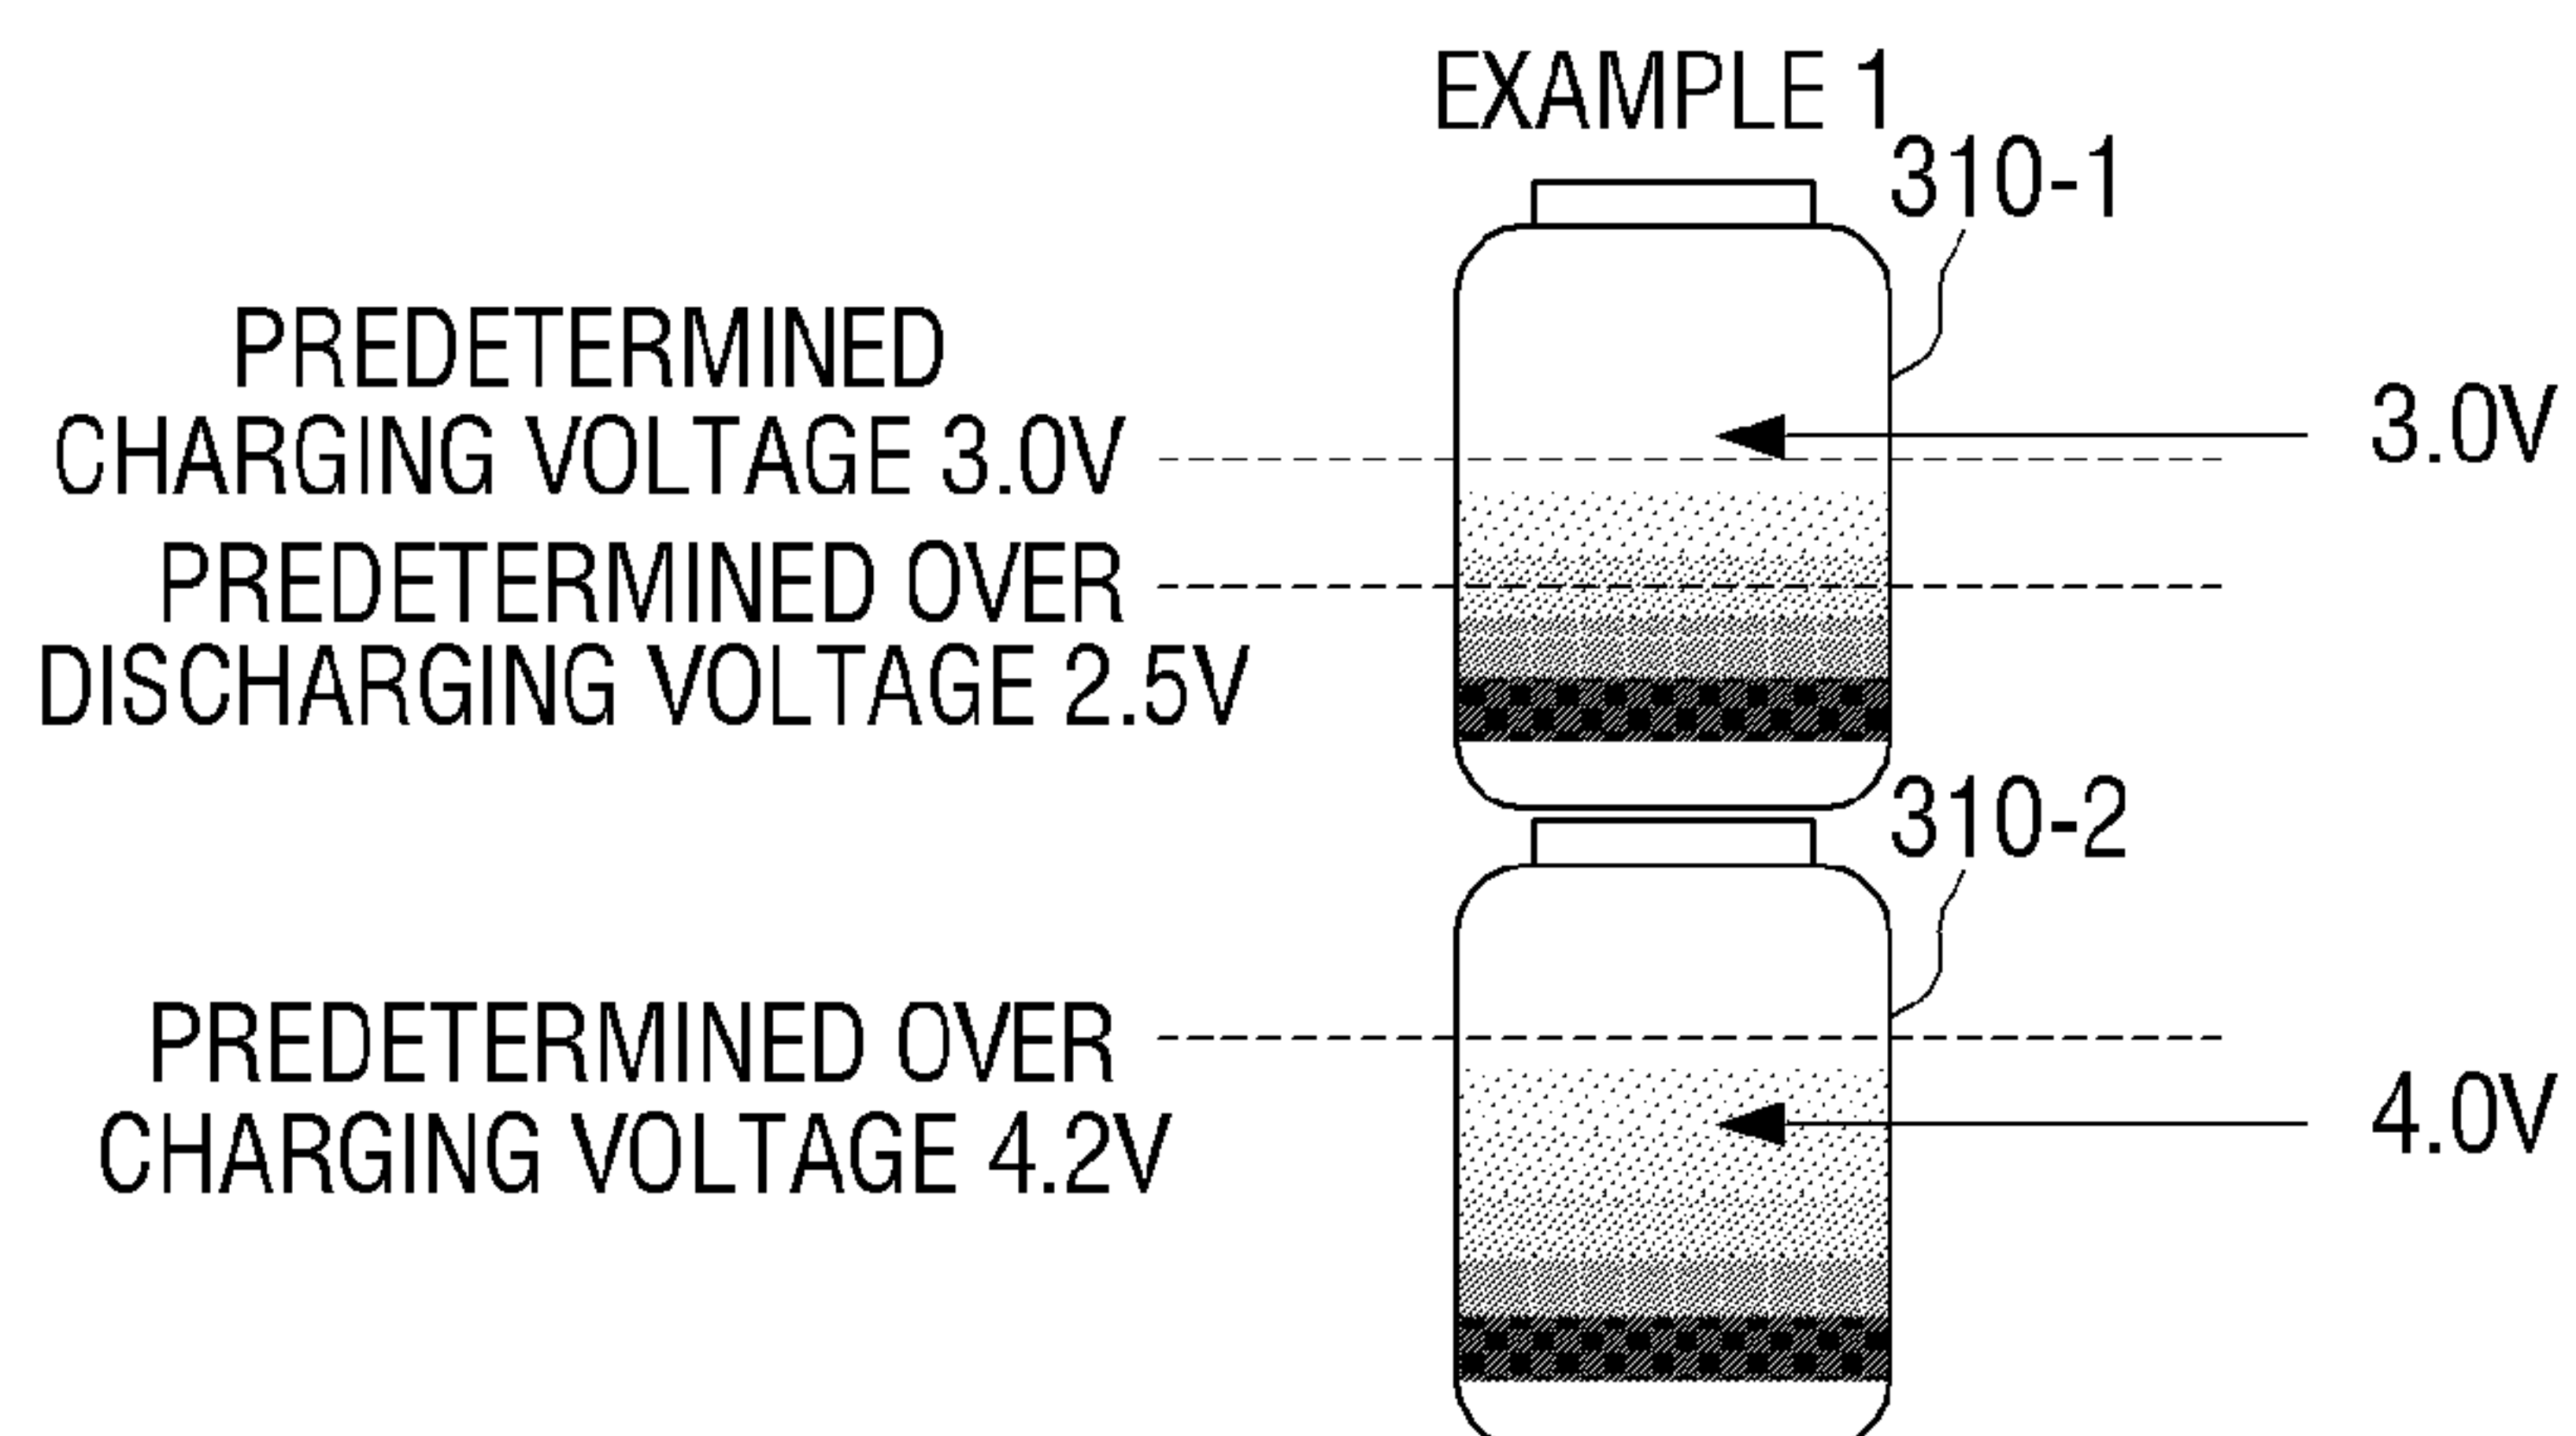 EXAMPLE 1
310-1
PREDETERMINED
CHARGING VOLTAGE 3.0V
3.0V
PREDETERMINED OVER
DISCHARGING VOLTAGE 2.5V
310-2
PREDETERMINED OVER
CHARGING VOLTAGE 4.2V
4.0V